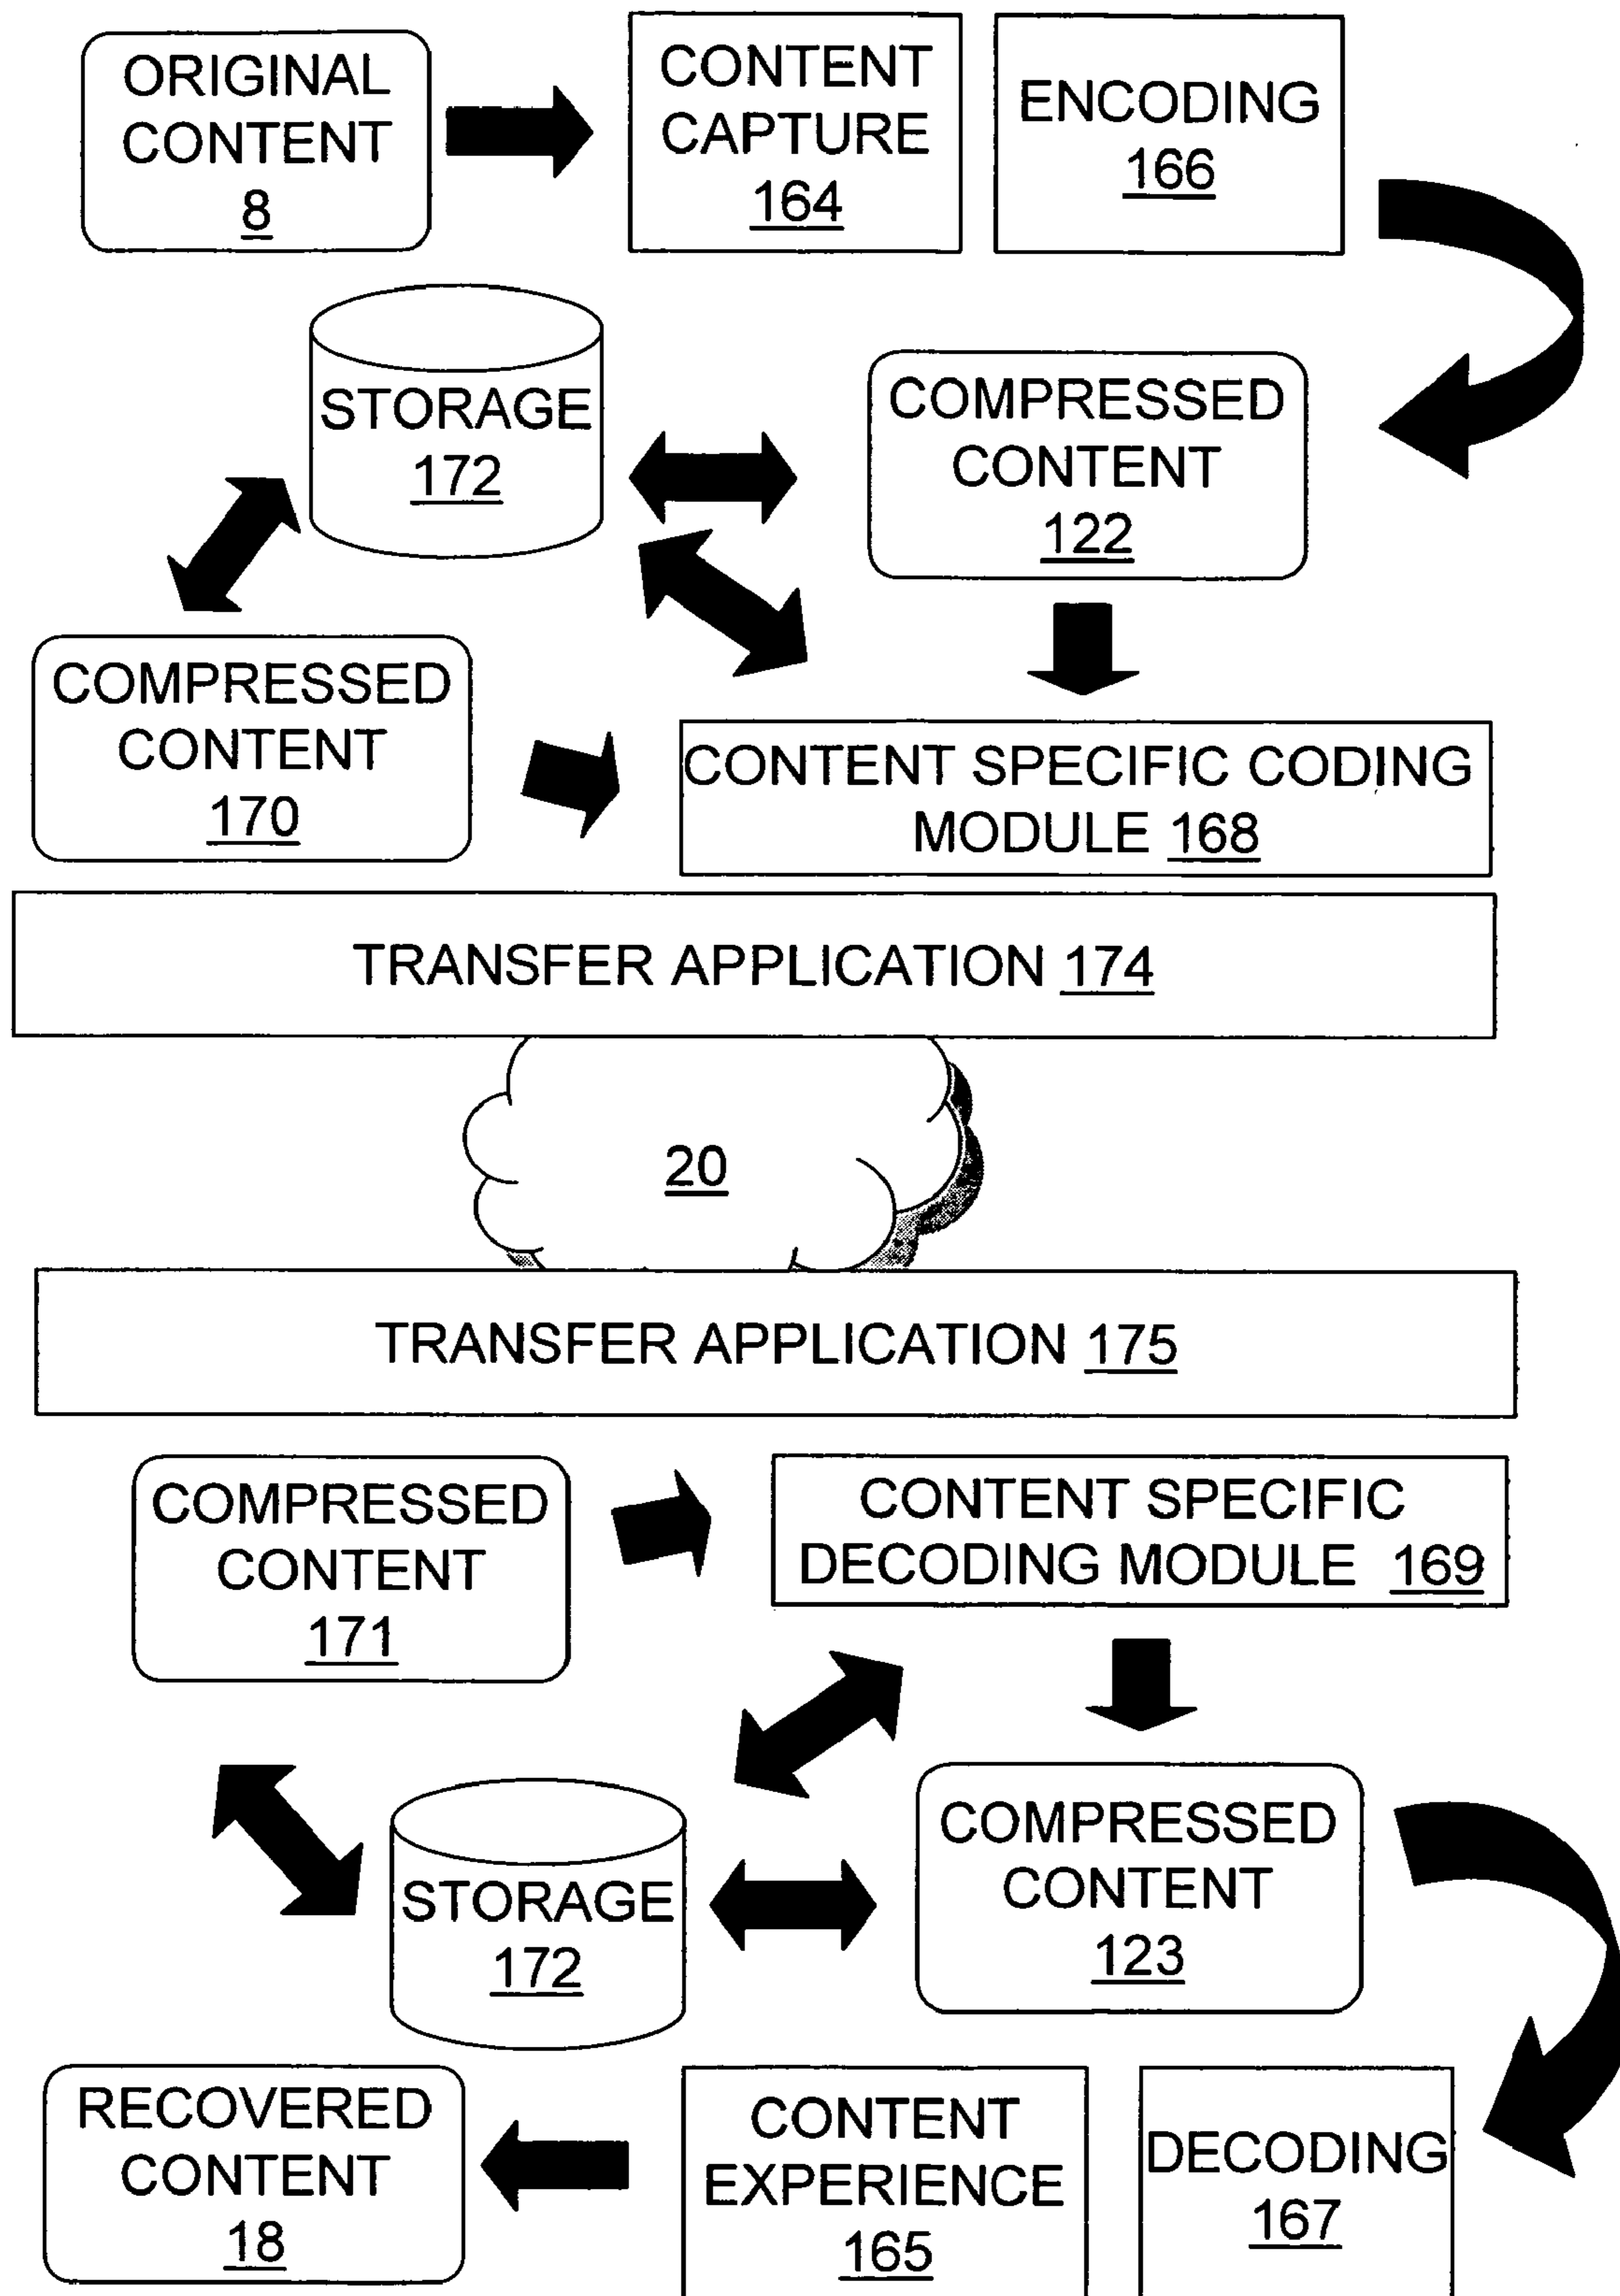 ORIGINAL
CONTENT
8
CONTENT
CAPTURE
164
ENCODING
166
STORAGE
172
COMPRESSED
CONTENT
122
COMPRESSED
CONTENT
170
CONTENT SPECIFIC CODING
MODULE 168
TRANSFER APPLICATION 174
20
TRANSFER APPLICATION 175
COMPRESSED
CONTENT
171
CONTENT SPECIFIC
DECODING MODULE 169
STORAGE
172
COMPRESSED
CONTENT
123
RECOVERED
CONTENT
18
CONTENT
EXPERIENCE
165
DECODING
167